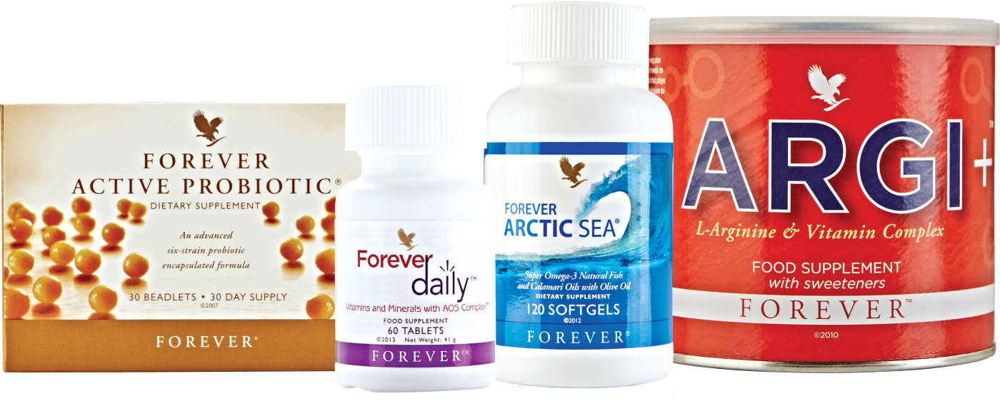 FOREVER
ACTIVE PROBIOTIC®
DIETARY SUPPLEMENT
An advanced
six-strain probiotic
encapsulated formula
30 BEADLETS • 30 DAY SUPPLY
©2007
FOREVER®
Forever
daily™
Vitamins and Minerals with AOS Complex™
FOOD SUPPLEMENT
60 TABLETS
©2013 Net Weight: 41 g
FOREVER™
FOREVER
ARCTIC SEA®
Super Omega-3 Natural Fish
and Calamari Oils with Olive Oil
DIETARY SUPPLEMENT
120 SOFTGELS
©2012
FOREVER®
ARGI+™
L-Arginine & Vitamin Complex
FOOD SUPPLEMENT
with sweeteners
FOREVER™
©2010